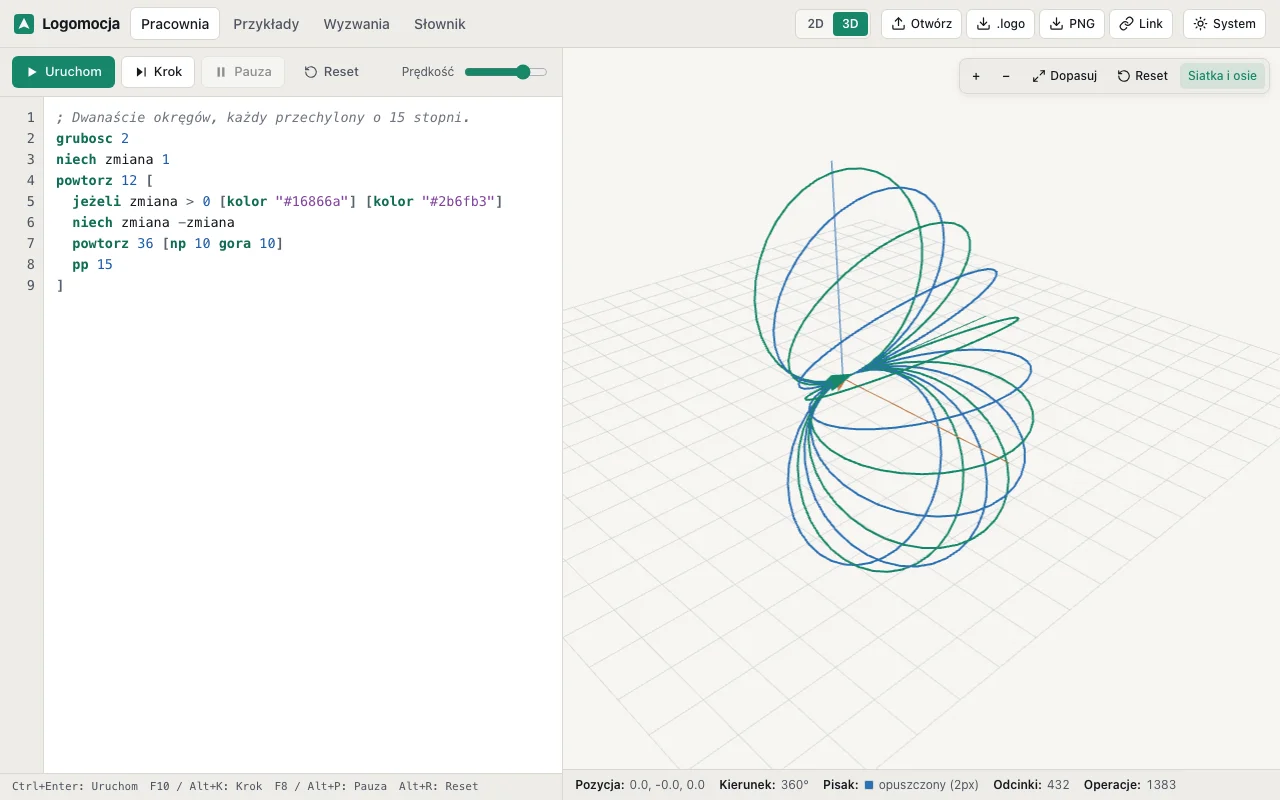 Logomocja Pracownia Przykłady Wyzwania Słownik 2D 3D Otwórz .logo PNG Link System
Uruchom Krok Pauza Reset Prędkość
+ − Dopasuj Reset Siatka i osie
1 ; Dwanaście okręgów, każdy przechylony o 15 stopni.
2 grubosc 2
3 niech zmiana 1
4 powtorz 12 [
5 jeżeli zmiana > 0 [kolor "#16866a"] [kolor "#2b6fb3"]
6 niech zmiana −zmiana
7 powtorz 36 [np 10 gora 10]
8 pp 15
9 ]
Ctrl+Enter: Uruchom F10 / Alt+K: Krok F8 / Alt+P: Pauza Alt+R: Reset
Pozycja: 0.0, -0.0, 0.0 Kierunek: 360° Pisak: opuszczony (2px) Odcinki: 432 Operacje: 1383